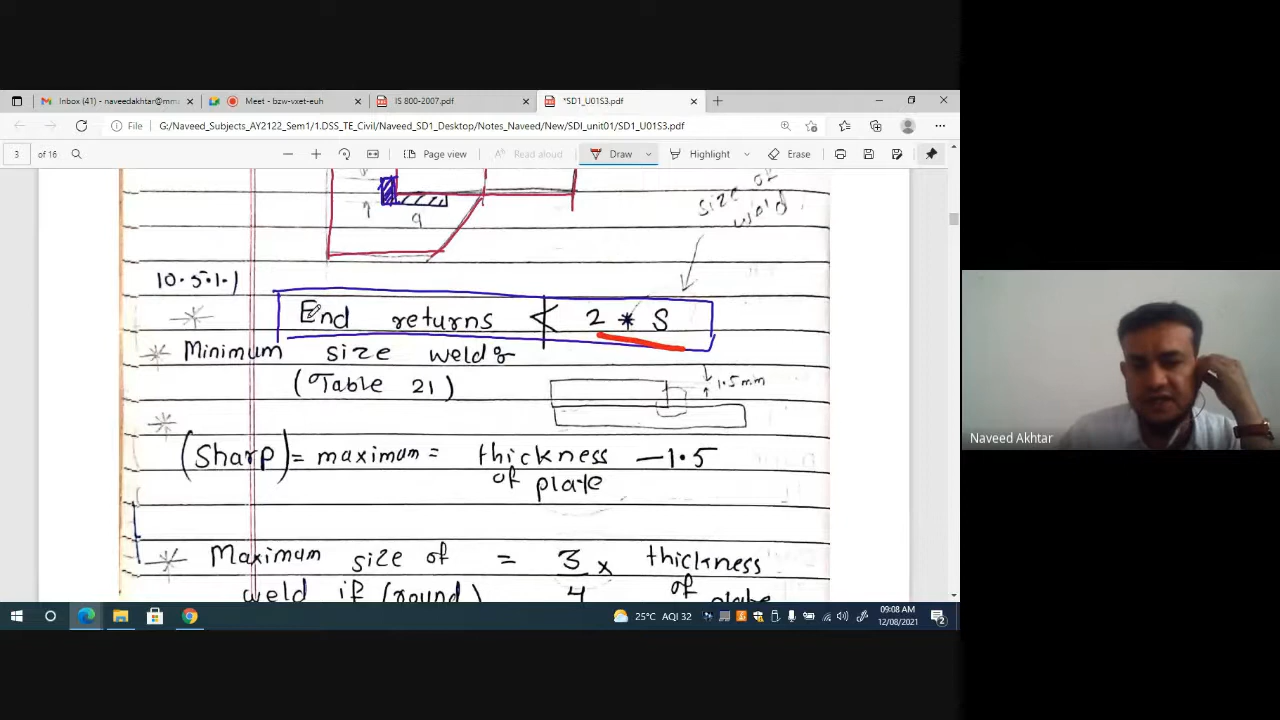 Inbox (41) - naveedakhtar@mmu
Meet - bzw-vxet-euh
IS 800-2007.pdf
*SD1_U01S3.pdf
File
G:/Naveed_Subjects_AY2122_Sem1/1.DSS_TE_Civil/Naveed_SD1_Desktop/Notes_Naveed/New/SDI_unit01/SD1_U01S3.pdf
3 of 16
Page view
Read aloud
Draw
Highlight
Erase
size of
weld
9
10.5.1.1
End returns ≮ 2 * S
* Minimum size welds
(Table 21)
1.5mm
(Sharp) = maximum = thickness -1.5
of plate
* Maximum size of = 3/4 x thickness
weld if (round) of plate
Naveed Akhtar
25°C AQI 32
09:08 AM
12/08/2021
2